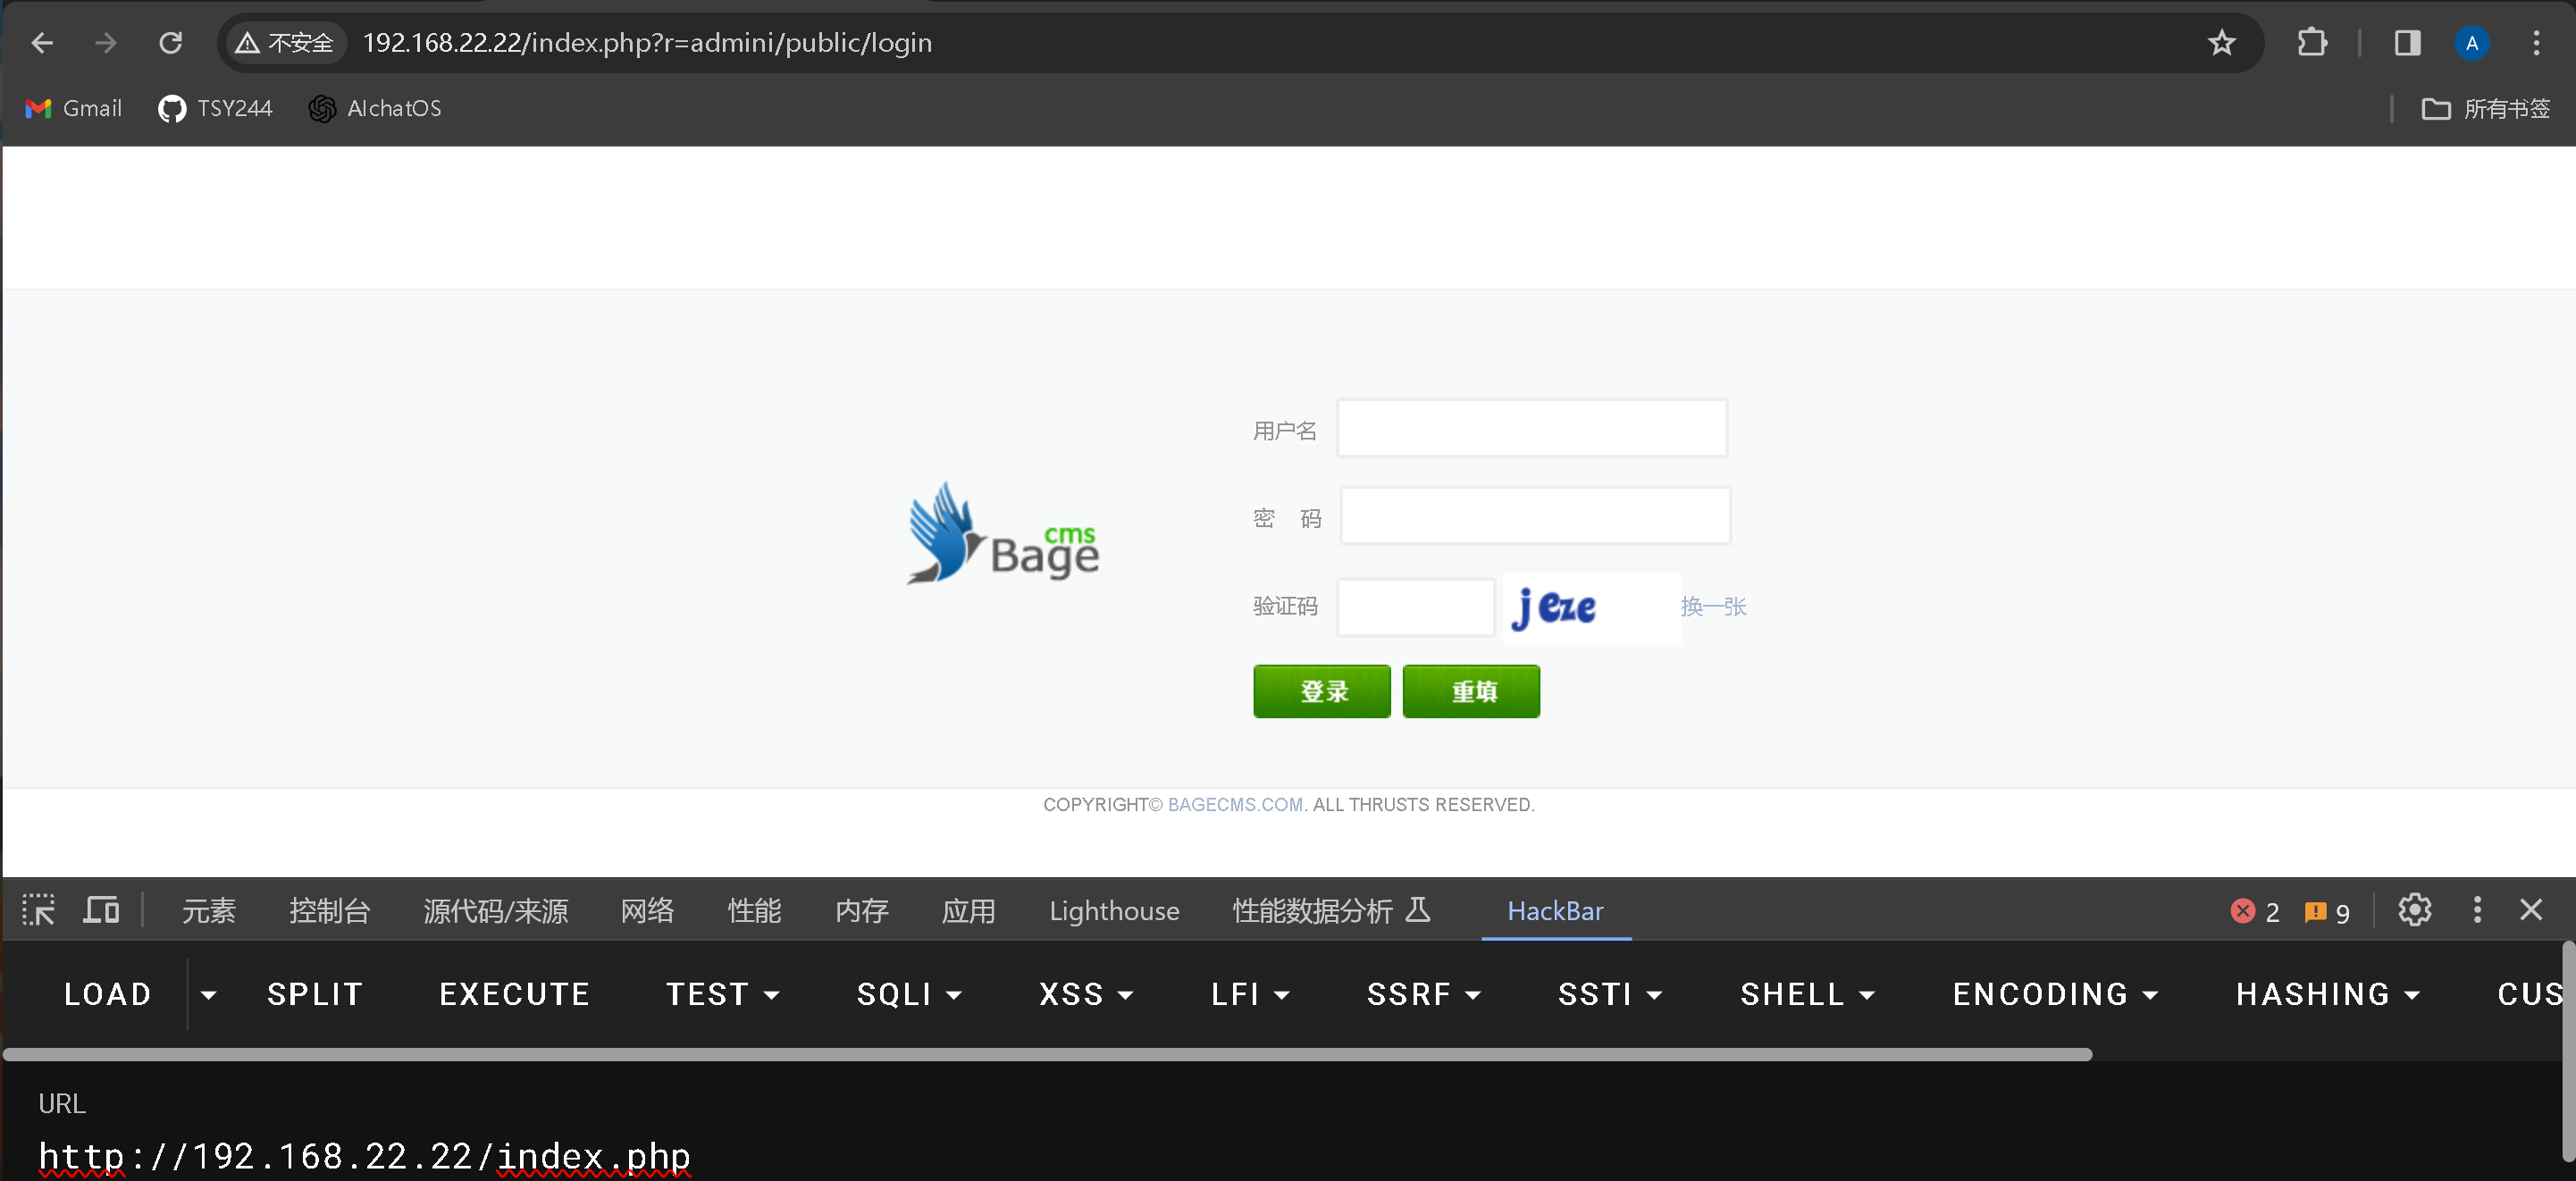 不安全 192.168.22.22/index.php?r=admini/public/login A
Gmail TSY244 AIchatOS 所有书签
用户名
密 码
cms
Bage
验证码 jeze 换一张
登录 重填
COPYRIGHT© BAGECMS.COM. ALL THRUSTS RESERVED.
元素 控制台 源代码/来源 网络 性能 内存 应用 Lighthouse 性能数据分析 HackBar 2 9
LOAD SPLIT EXECUTE TEST SQLI XSS LFI SSRF SSTI SHELL ENCODING HASHING CUS
URL
http://192.168.22.22/index.php